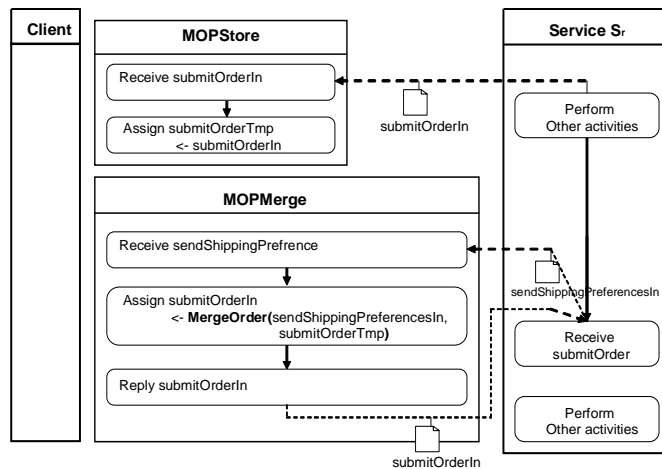 Client
MOPStore
Service Sr
Receive submitOrderIn
Assign submitOrderTmp
<- submitOrderIn
submitOrderIn
Perform
Other activities
MOPMerge
Receive sendShippingPrefrence
sendShippingPreferencesIn
Assign submitOrderIn
<- MergeOrder(sendShippingPreferencesIn,
submitOrderTmp)
Receive
submitOrder
Reply submitOrderIn
Perform
Other activities
submitOrderIn